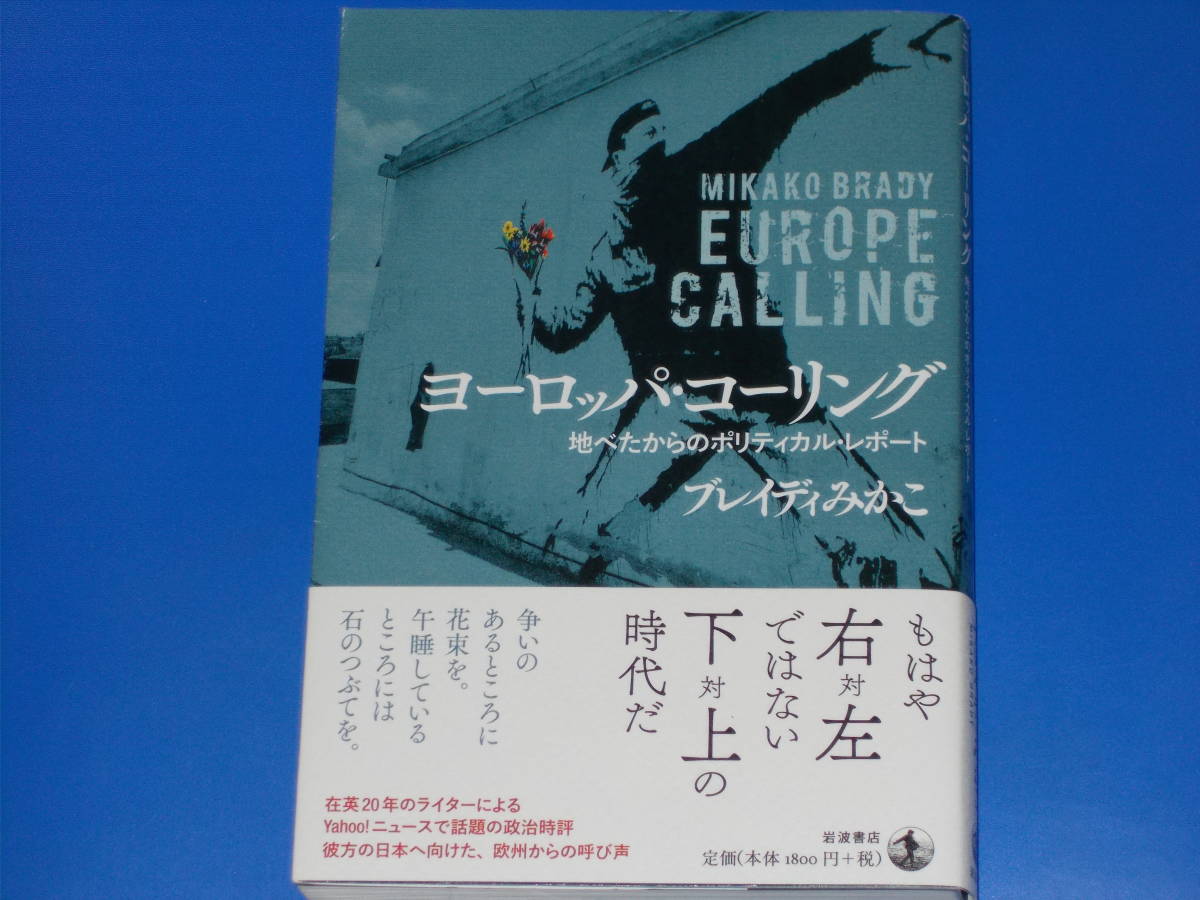 MIKAKO BRADY
EUROPE
CALLING
ヨーロッパ・コーリング
地べたからのポリティカル・レポート
ブレイディみかこ
もはや
右対左
ではない
下対上の
時代だ
争いの
あるところに
花束を。
午睡している
ところには
石のつぶてを。
在英20年のライターによる
Yahoo!ニュースで話題の政治時評
彼方の日本へ向けた、欧州からの呼び声
岩波書店
定価(本体1800円+税)